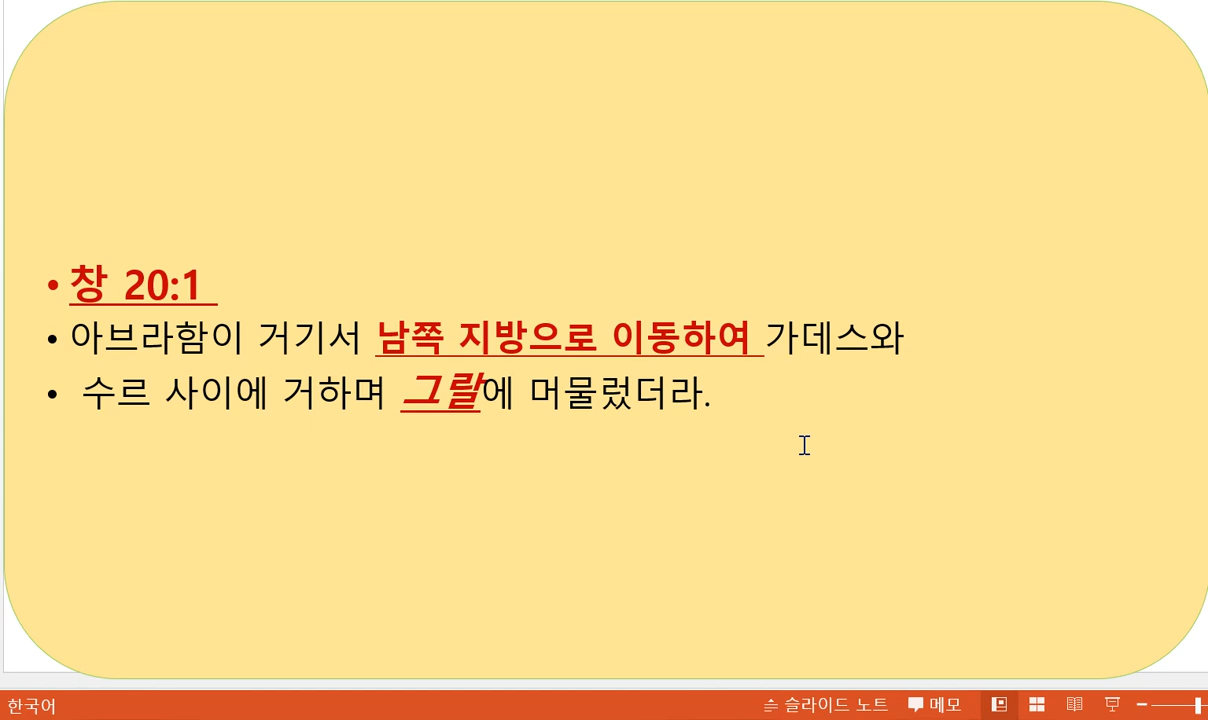 • 창 20:1
• 아브라함이 거기서 남쪽 지방으로 이동하여 가데스와
• 수르 사이에 거하며 그랄에 머물렀더라.
한국어 슬라이드 노트 메모